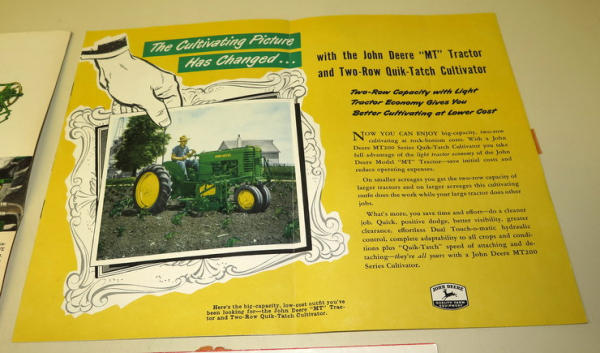 The Cultivating Picture
Has Changed...
with the John Deere "MT" Tractor
and Two-Row Quik-Tatch Cultivator
Two-Row Capacity with Light
Tractor Economy Gives You
Better Cultivating at Lower Cost
NOW YOU CAN ENJOY big-capacity, two-row
cultivating at rock-bottom costs. With a John
Deere MT200 Series Quik-Tatch Cultivator you take
full advantage of the light tractor economy of the John
Deere Model "MT" Tractor—save initial costs and
reduce operating expenses.
On smaller acreages you get the two-row capacity of
larger tractors and on larger acreages this cultivating
outfit does the work while your large tractor does other
jobs.
What's more, you save time and effort—do a cleaner
job. Quick, positive dodge, better visibility, greater
clearance, effortless Dual Touch-o-matic hydraulic
control, complete adaptability to all crops and condi-
tions plus "Quik-Tatch" speed of attaching and de-
taching—they're all yours with a John Deere MT200
Series Cultivator.
Here's the big-capacity, low-cost outfit you've
been looking for—the John Deere "MT" Trac-
tor and Two-Row Quik-Tatch Cultivator.
JOHN DEERE
QUALITY FARM
EQUIPMENT